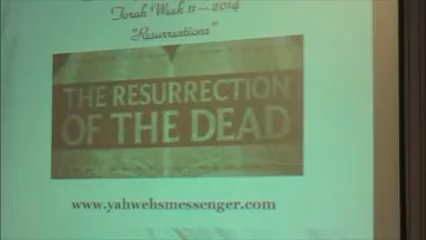 Torah Week 11 – 2014
"Resurrections"
THE RESURRECTION
OF THE DEAD
www.yahwehsmessenger.com